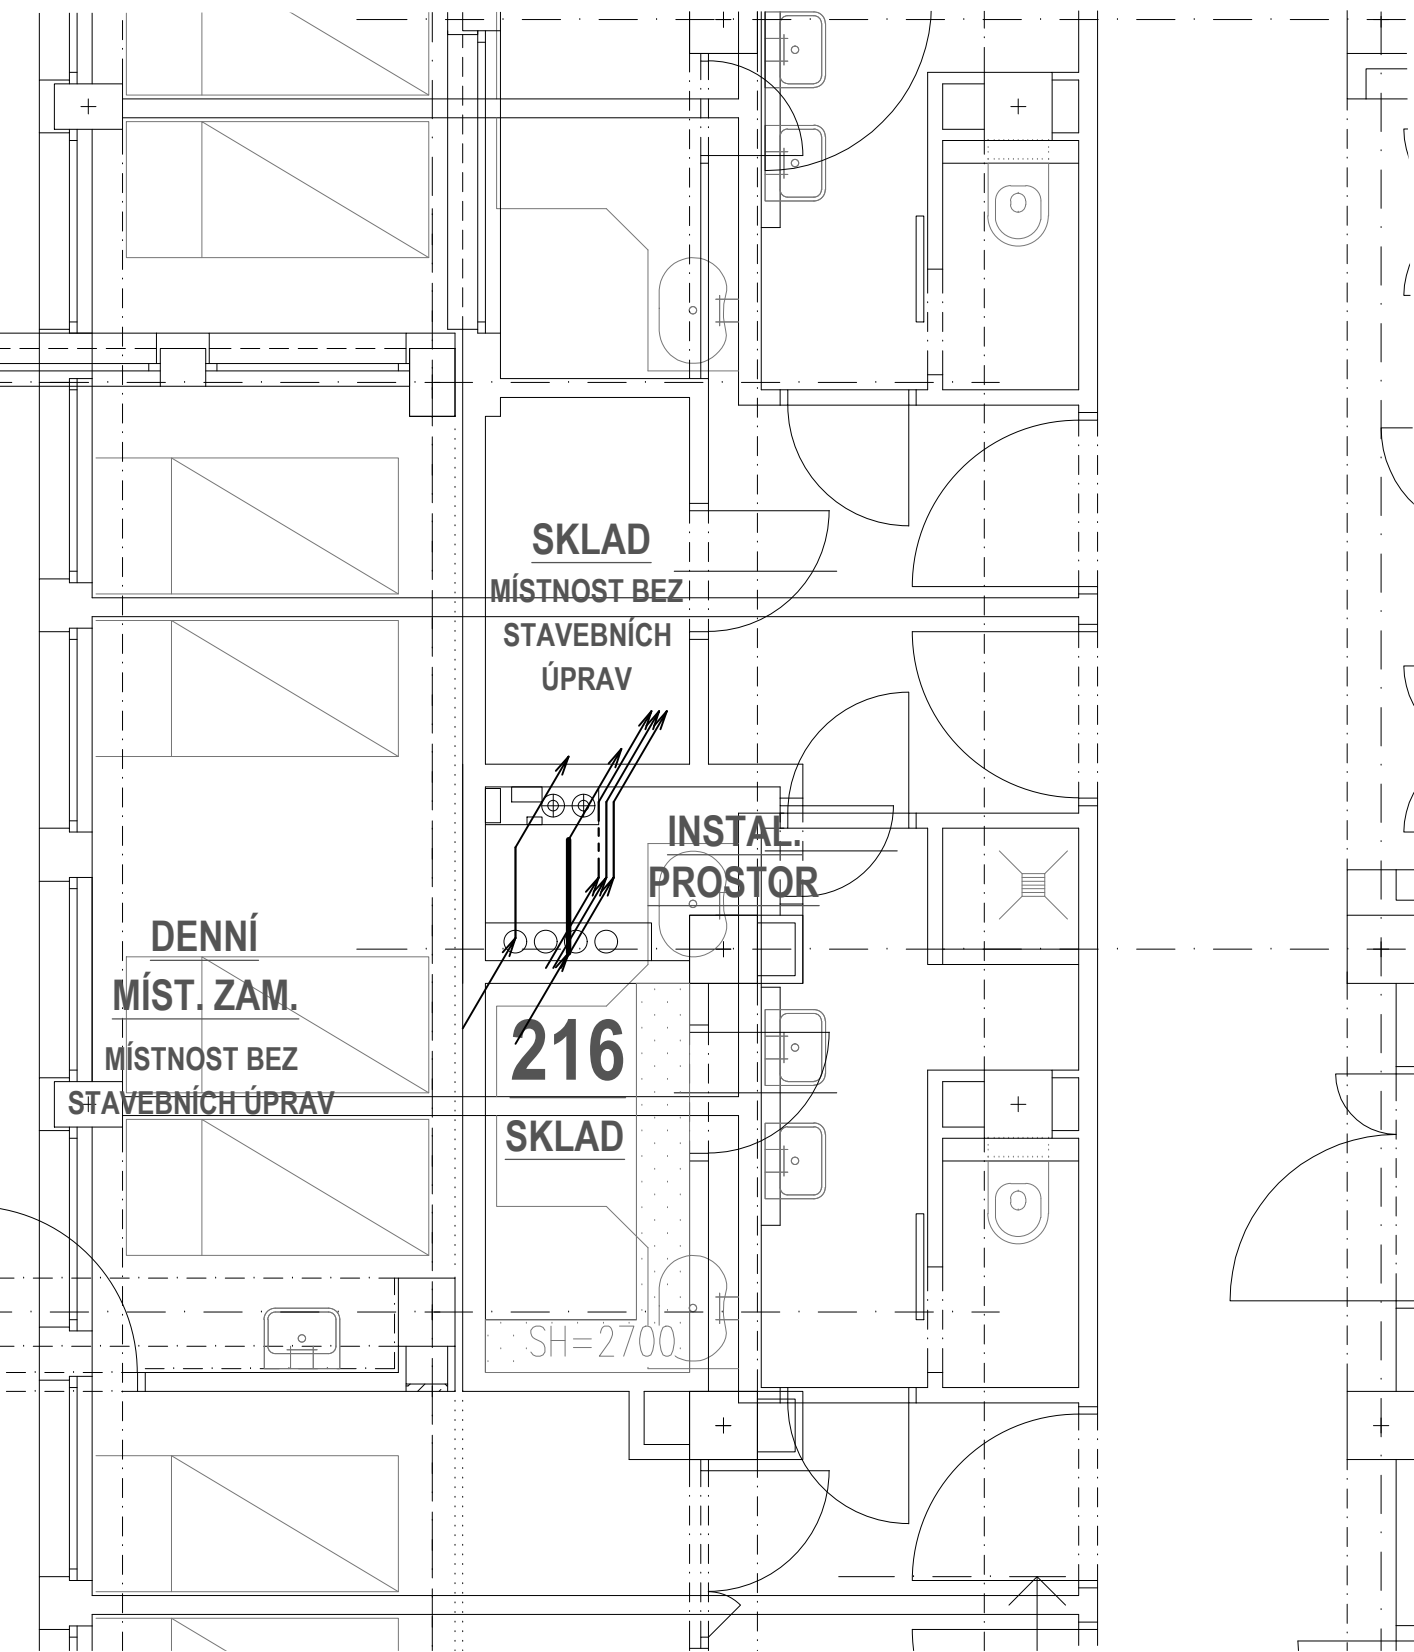 SKLAD
MÍSTNOST BEZ
STAVEBNÍCH
ÚPRAV
INSTAL.
PROSTOR
DENNÍ
MÍST. ZAM.
MÍSTNOST BEZ
STAVEBNÍCH ÚPRAV
216
SKLAD
SH=2700